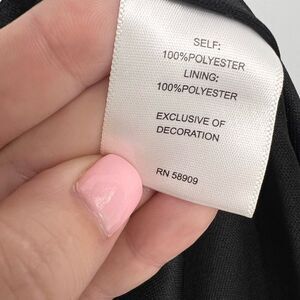 SELF:
100%POLYESTER
LINING:
100%POLYESTER
EXCLUSIVE OF
DECORATION
RN 58909